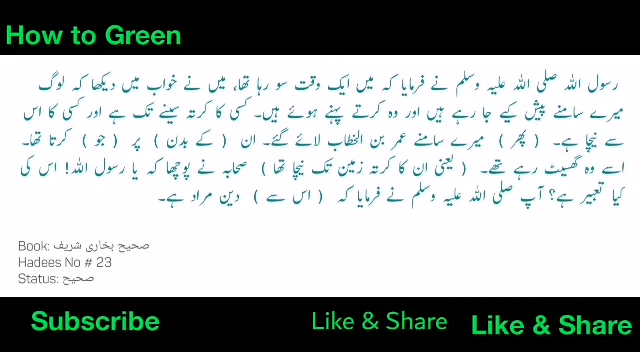 How to Green
رسول اللہ صلی اللہ علیہ وسلم نے فرمایا کہ میں ایک وقت سو رہا تھا، میں نے خواب میں دیکھا کہ لوگ
میرے سامنے پیش کیے جا رہے ہیں اور وہ کرتے پہنے ہوئے ہیں۔ کسی کا کرتہ سینے تک ہے اور کسی کا اس
سے نیچا ہے۔ ( پھر ) میرے سامنے عمر بن الخطاب لائے گئے۔ ان ( کے بدن ) پر ( جو ) کرتا تھا۔
اسے وہ گھسیٹ رہے تھے۔ ( یعنی ان کا کرتہ زمین تک نیچا تھا ) صحابہ نے پوچھا کہ یا رسول اللہ! اس کی
کیا تعبیر ہے؟ آپ صلی اللہ علیہ وسلم نے فرمایا کہ ( اس سے ) دین مراد ہے۔
Book: صحیح بخاری شریف
Hadees No # 23
Status: صحیح
Subscribe
Like & Share
Like & Share